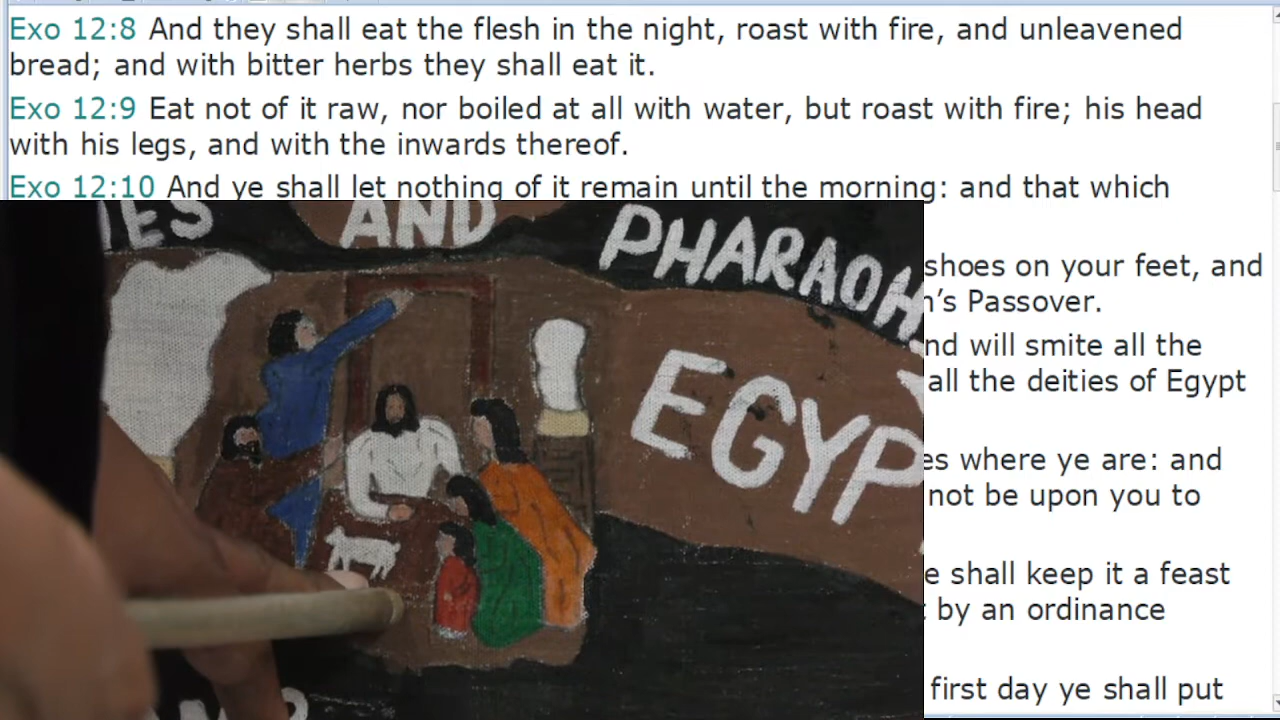 Exo 12:8 And they shall eat the flesh in the night, roast with fire, and unleavened
bread; and with bitter herbs they shall eat it.
Exo 12:9 Eat not of it raw, nor boiled at all with water, but roast with fire; his head
with his legs, and with the inwards thereof.
Exo 12:10 And ye shall let nothing of it remain until the morning: and that which
shoes on your feet, and
Passover.
and will smite all the
all the deities of Egypt
where ye are: and
not be upon you to
shall keep it a feast
by an ordinance
first day ye shall put
AND
PHARAOH
EGYP